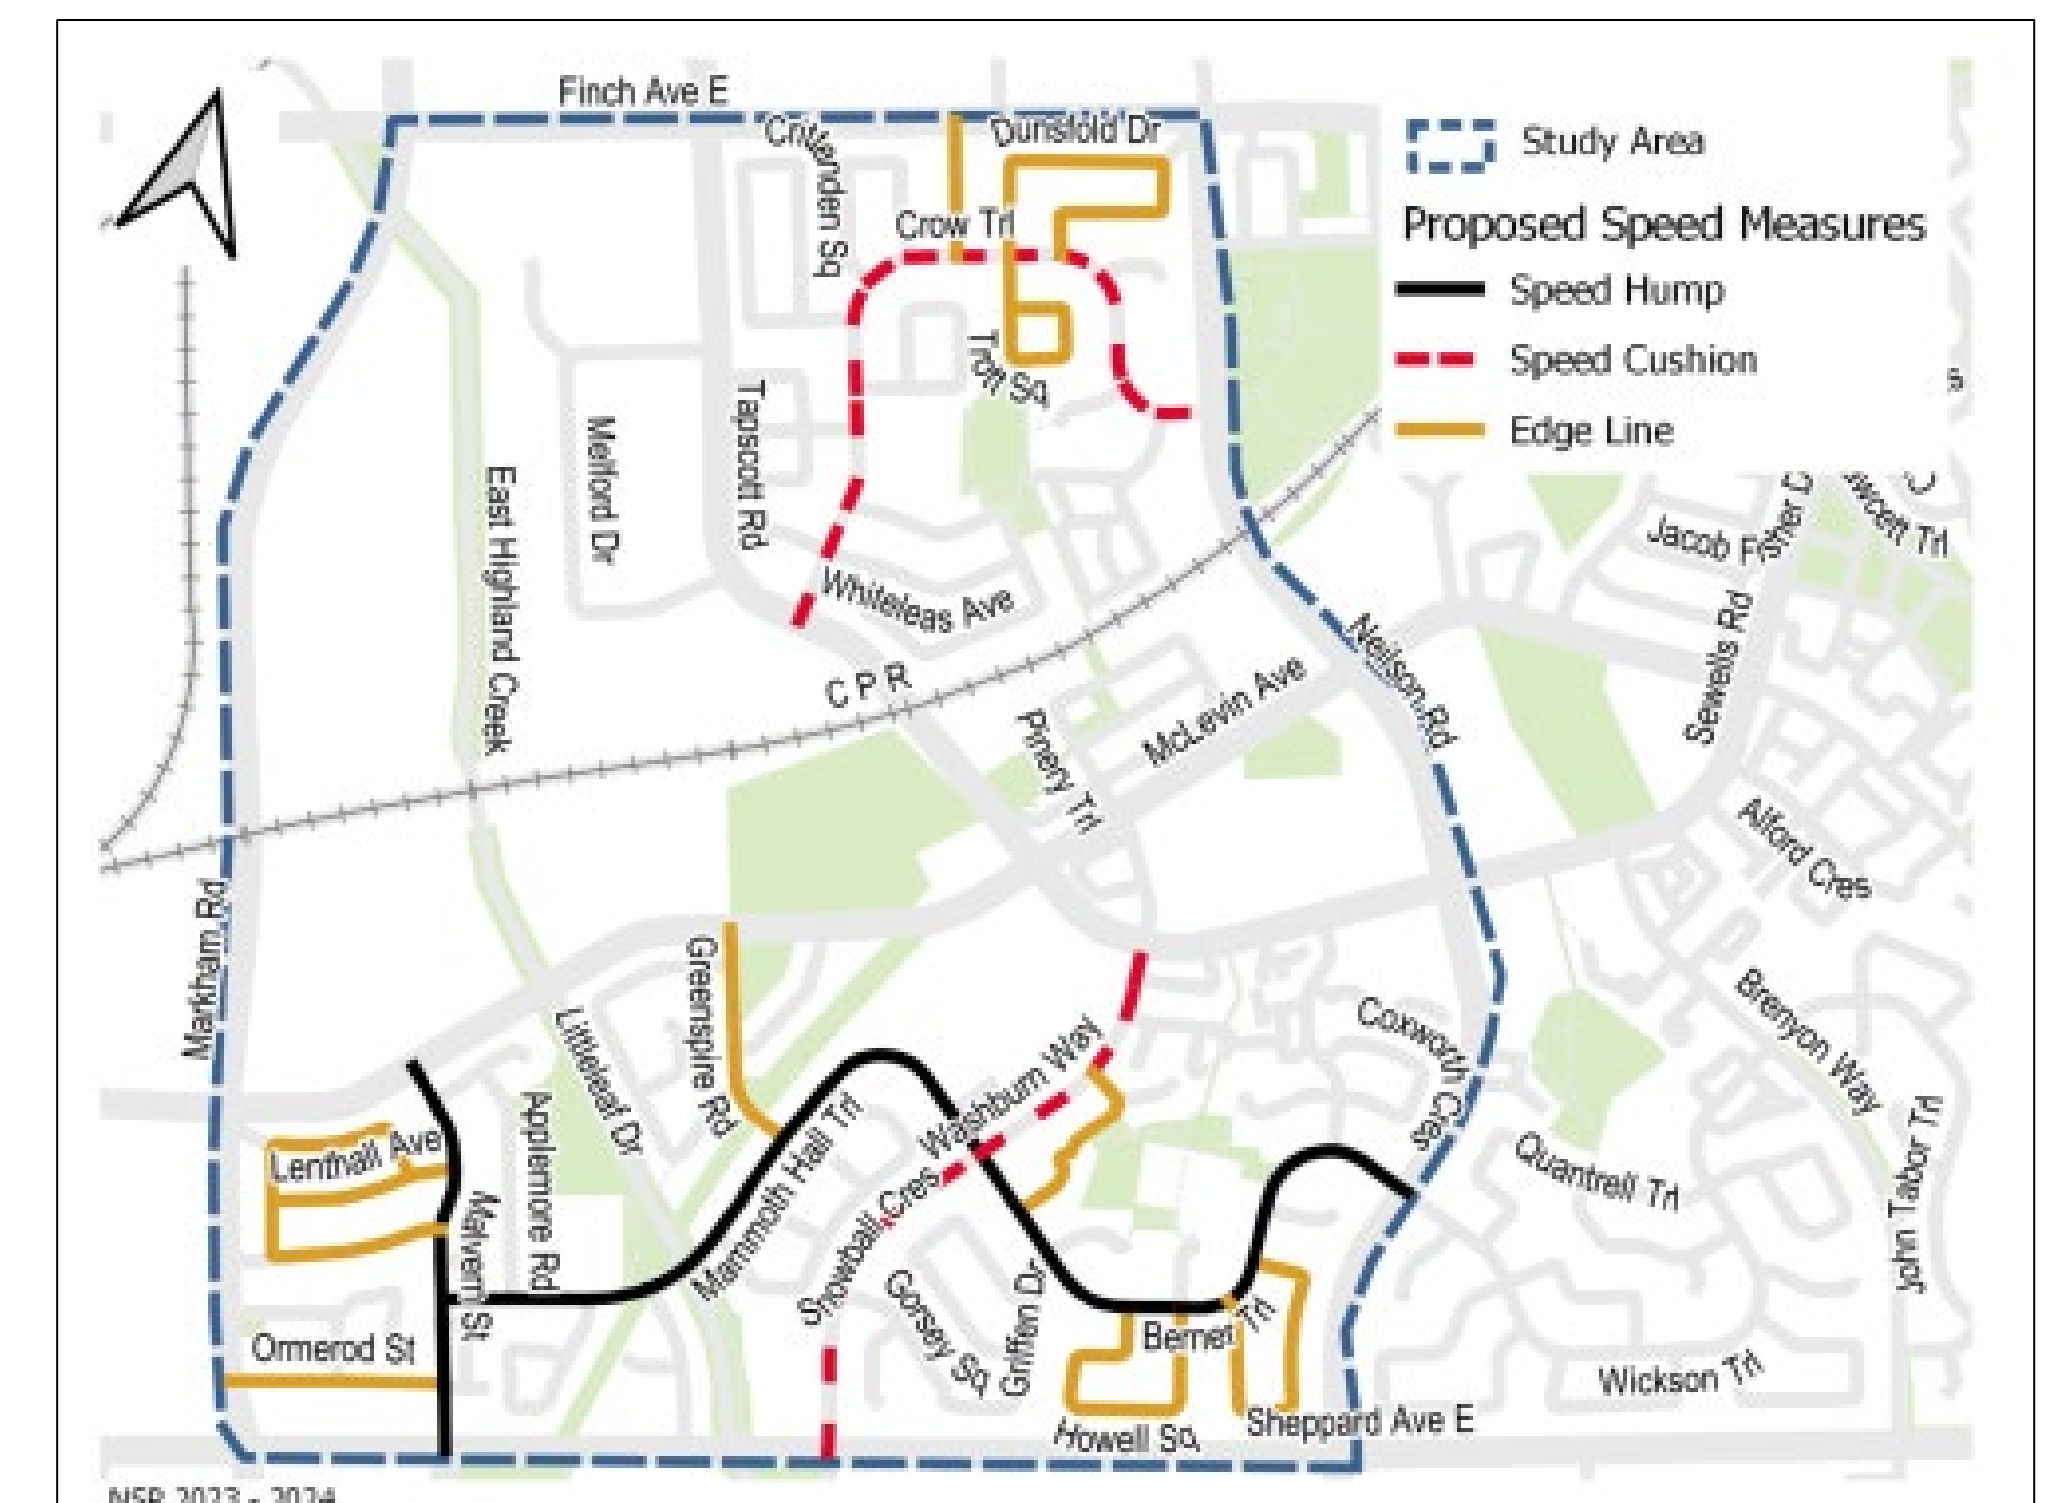 Finch Ave E
Crittenden Sq
Dunsfold Dr
Crow Trl
Trott Sq
Tapscott Rd
Melford Dr
East Highland Creek
Whiteleas Ave
C P R
Pinery Trl
McLevin Ave
Neilson Rd
Markham Rd
Study Area
Proposed Speed Measures
Speed Hump
Speed Cushion
Edge Line
s
Jacob Fisher D
wcett Trl
Sewells Rd
Alford Cres
Brenyon Way
John Tabor Trl
Coxworth Cres
Quantrell Trl
Wickson Trl
Greenspire Rd
Littleleaf Dr
Applemore Rd
Lenthall Ave
Malvern St
Ormerod St
Mammoth Hall Trl
Washburn Way
Snowball Cres
Gorsey Sq
Griffen Dr
Bernet Trl
Howell Sq
Sheppard Ave E
NSP 2023 - 2024